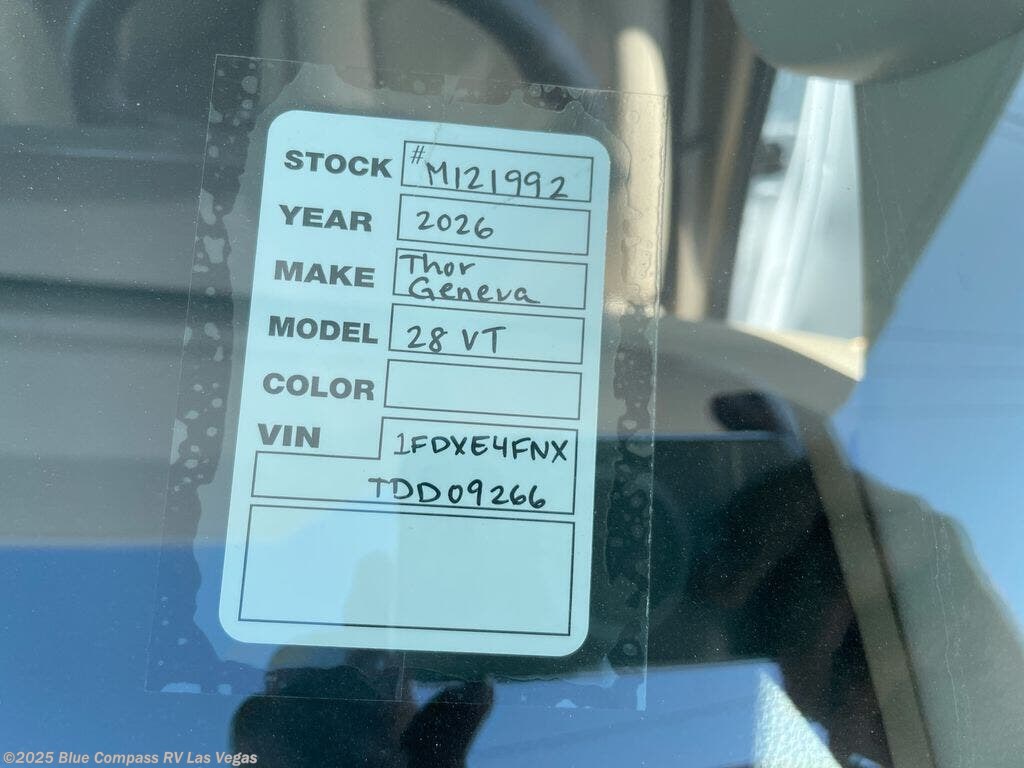 STOCK # M121992
YEAR 2026
MAKE Thor
Geneva
MODEL 28 VT
COLOR
VIN 1FDXE4FNX
TDD09266
©2025 Blue Compass RV Las Vegas